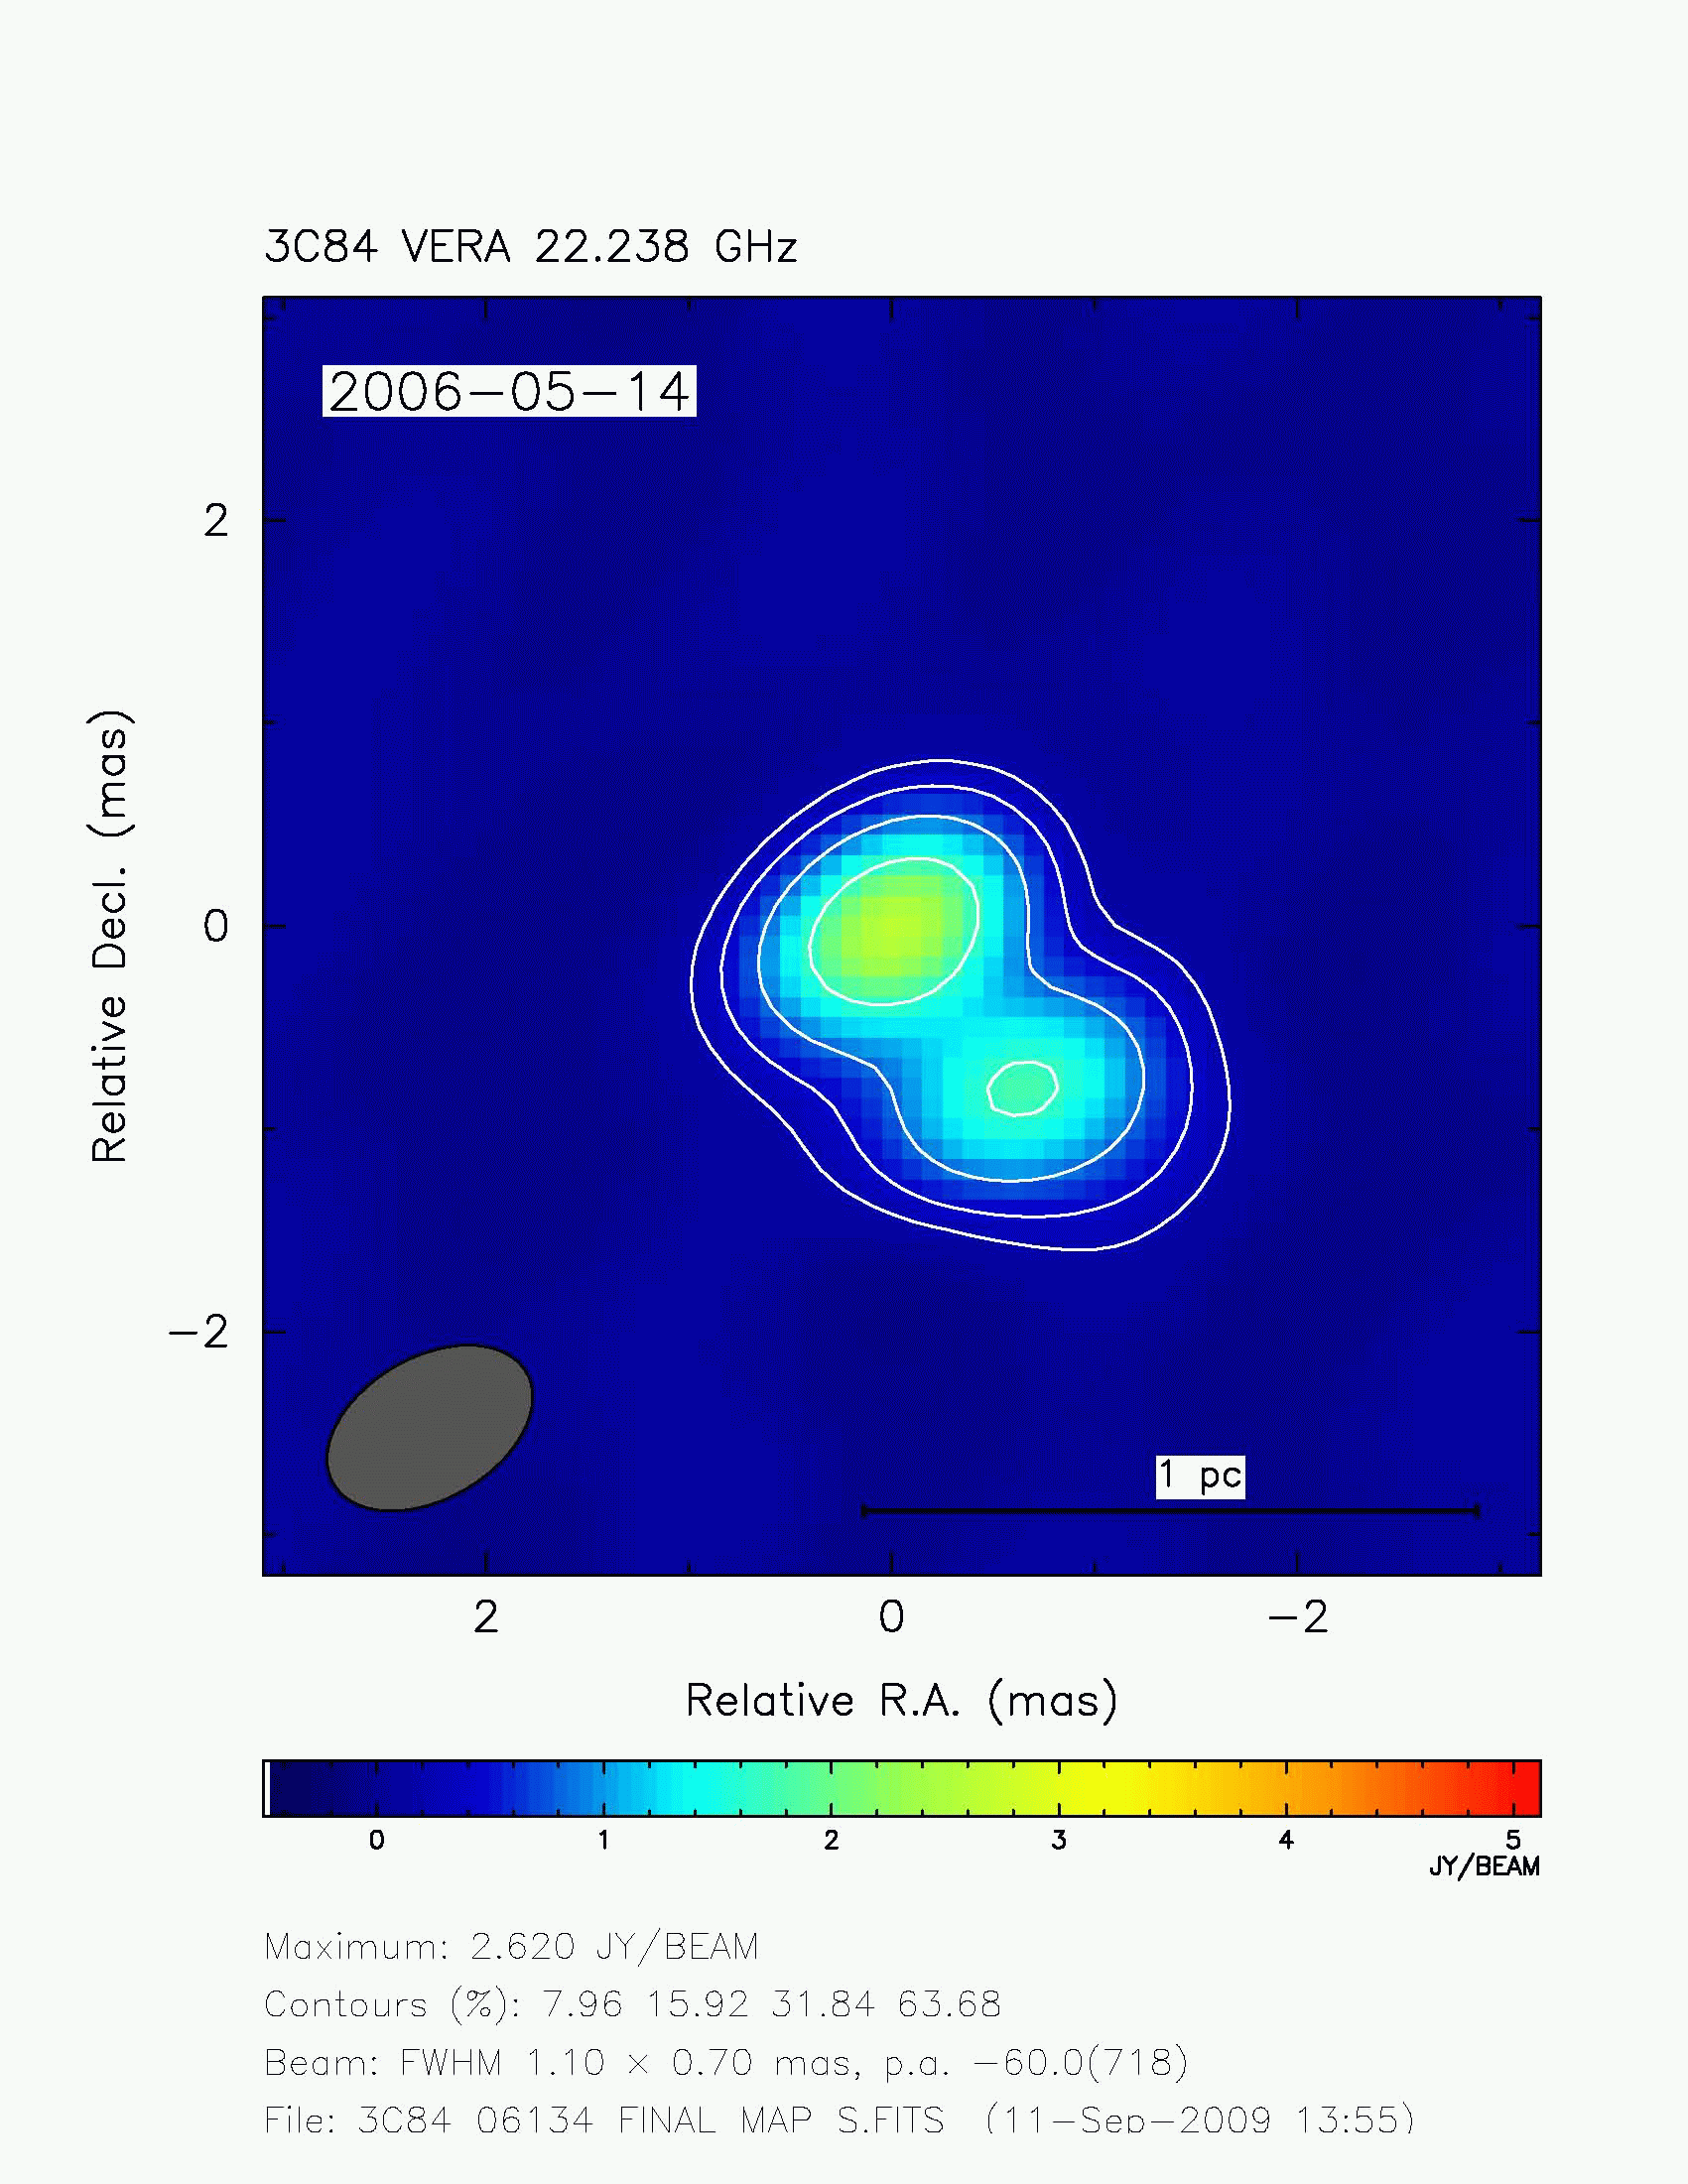 3C84 VERA 22.238 GHz
2006-05-14
2
0
-2
Relative Decl. (mas)
1 pc
2 0 -2
Relative R.A. (mas)
0 1 2 3 4 5
JY/BEAM
Maximum: 2.620 JY/BEAM
Contours (%): 7.96 15.92 31.84 63.68
Beam: FWHM 1.10 × 0.70 mas, p.a. -60.0(718)
File: 3C84 06134 FINAL MAP S.FITS (11-Sep-2009 13:55)